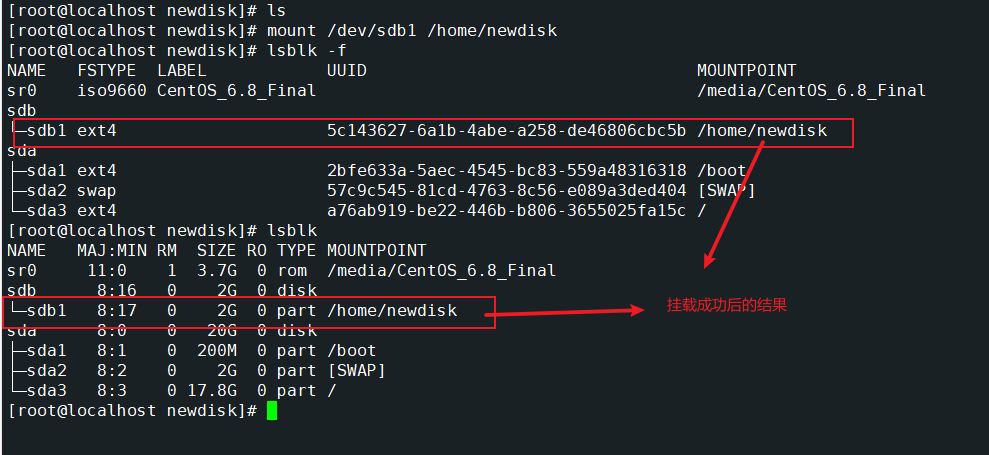 [root@localhost newdisk]# ls
[root@localhost newdisk]# mount /dev/sdb1 /home/newdisk
[root@localhost newdisk]# lsblk -f
NAME   FSTYPE  LABEL            UUID                                 MOUNTPOINT
sr0    iso9660 CentOS_6.8_Final                                      /media/CentOS_6.8_Final
sdb
└─sdb1 ext4                     5c143627-6a1b-4abe-a258-de46806cbc5b /home/newdisk
sda
├─sda1 ext4                     2bfe633a-5aec-4545-bc83-559a48316318 /boot
├─sda2 swap                     57c9c545-81cd-4763-8c56-e089a3ded404 [SWAP]
└─sda3 ext4                     a76ab919-be22-446b-b806-3655025fa15c /
[root@localhost newdisk]# lsblk
NAME   MAJ:MIN RM  SIZE RO TYPE MOUNTPOINT
sr0     11:0    1  3.7G  0 rom  /media/CentOS_6.8_Final
sdb      8:16   0    2G  0 disk
└─sdb1   8:17   0    2G  0 part /home/newdisk
挂载成功后的结果
sda      8:0    0   20G  0 disk
├─sda1   8:1    0  200M  0 part /boot
├─sda2   8:2    0    2G  0 part [SWAP]
└─sda3   8:3    0 17.8G  0 part /
[root@localhost newdisk]#